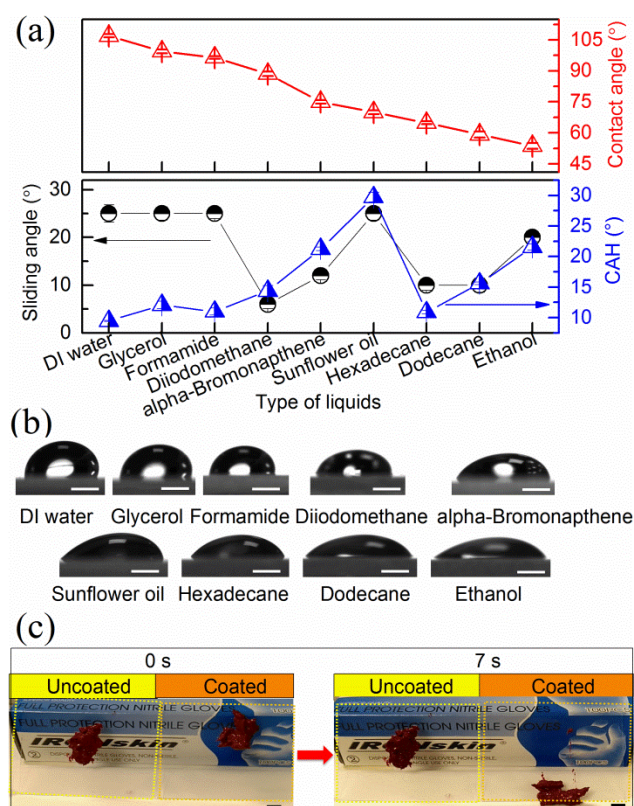 (a)
105
90
75
60
45
Contact angle (°)
30
20
10
0
Sliding angle (°)
30
25
20
15
10
CAH (°)
DI water
Glycerol
Formamide
Diiodomethane
alpha-Bromonapthene
Sunflower oil
Hexadecane
Dodecane
Ethanol
Type of liquids
(b)
DI water Glycerol Formamide Diiodomethane alpha-Bromonapthene
Sunflower oil Hexadecane Dodecane Ethanol
(c)
0 s 7 s
Uncoated Coated Uncoated Coated
FULL PROTECTION NITRILE GLOVES FULL PROTECTION NITRILE GLOVES
FULL PROTECTION NITRILE GLOVE FULL PROTECTION NITRILE GLOVE
skin IR skin